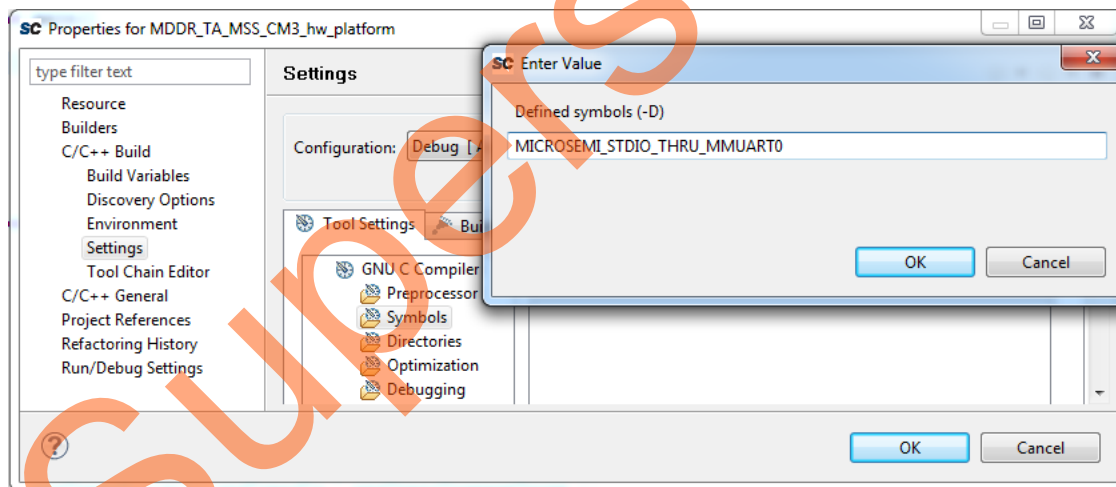 SC Properties for MDDR_TA_MSS_CM3_hw_platform
type filter text
Resource
Builders
C/C++ Build
Build Variables
Discovery Options
Environment
Settings
Tool Chain Editor
C/C++ General
Project References
Refactoring History
Run/Debug Settings
Settings
Configuration: Debug [
Tool Settings
Bui
GNU C Compiler
Preprocessor
Symbols
Directories
Optimization
Debugging
SC Enter Value
Defined symbols (-D)
MICROSEMI_STDIO_THRU_MMUART0
OK Cancel
? OK Cancel
Supers